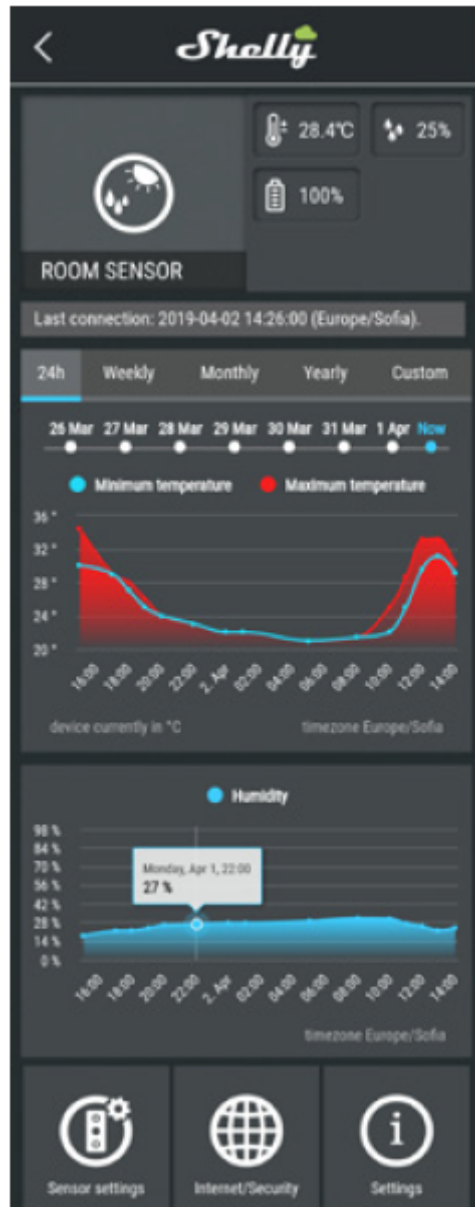 Shelly
28.4°C 25%
100%
ROOM SENSOR
Last connection: 2019-04-02 14:26:00 (Europe/Sofia).
24h Weekly Monthly Yearly Custom
26 Mar 27 Mar 28 Mar 29 Mar 30 Mar 31 Mar 1 Apr Now
Minimum temperature Maximum temperature
36 °
32 °
28 °
24 °
20 °
16:00 18:00 20:00 22:00 2. Apr 02:00 04:00 06:00 08:00 10:00 12:00 14:00
device currently in °C timezone Europe/Sofia
Humidity
98 %
84 %
70 %
56 %
42 %
28 %
14 %
0 %
Monday, Apr 1, 22:00
27 %
16:00 18:00 20:00 22:00 2. Apr 02:00 04:00 06:00 08:00 10:00 12:00 14:00
timezone Europe/Sofia
Sensor settings Internet/Security Settings